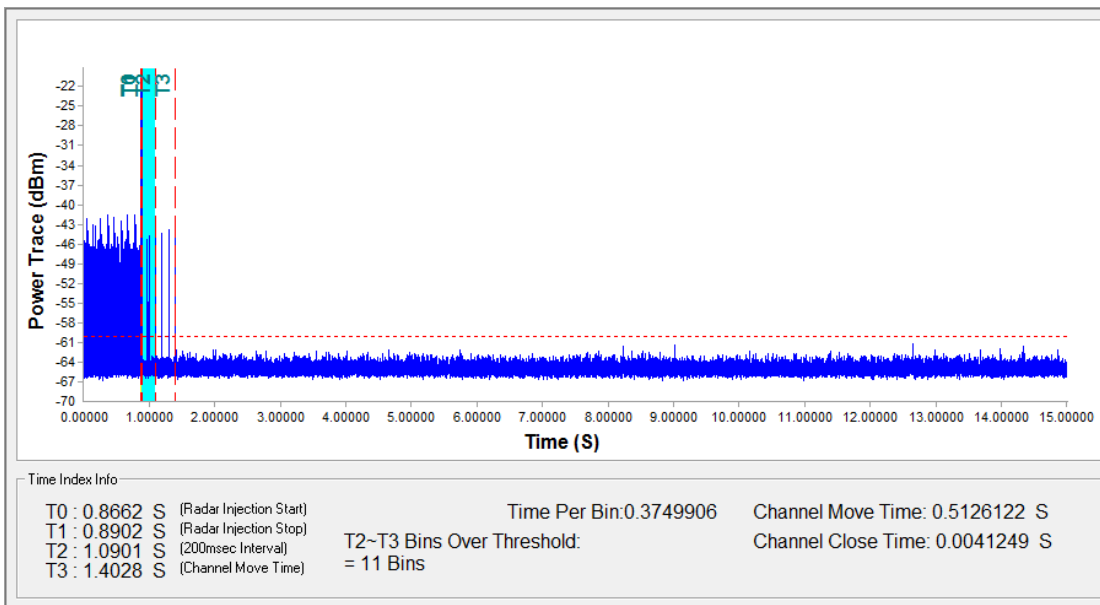 T0 T2 T3
Power Trace (dBm)
-22
-25
-28
-31
-34
-37
-40
-43
-46
-49
-52
-55
-58
-61
-64
-67
-70
0.00000 1.00000 2.00000 3.00000 4.00000 5.00000 6.00000 7.00000 8.00000 9.00000 10.00000 11.00000 12.00000 13.00000 14.00000 15.00000
Time (S)
Time Index Info
T0 : 0.8662 S (Radar Injection Start)
T1 : 0.8902 S (Radar Injection Stop)
T2 : 1.0901 S (200msec Interval)
T3 : 1.4028 S (Channel Move Time)
Time Per Bin:0.3749906
T2~T3 Bins Over Threshold:
= 11 Bins
Channel Move Time: 0.5126122 S
Channel Close Time: 0.0041249 S